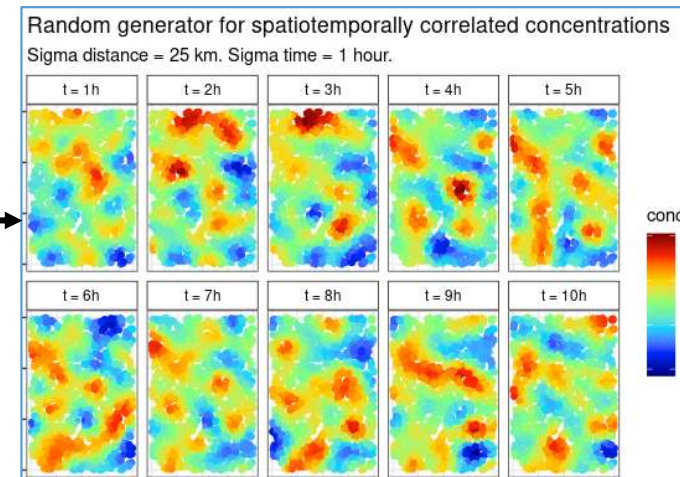 Random generator for spatiotemporally correlated concentrations
Sigma distance = 25 km. Sigma time = 1 hour.
t = 1h
t = 2h
t = 3h
t = 4h
t = 5h
conc
t = 6h
t = 7h
t = 8h
t = 9h
t = 10h